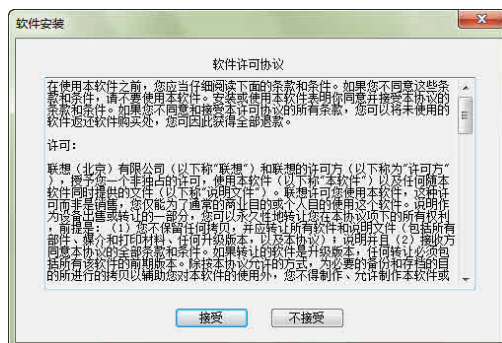 软件安装
软件许可协议
在使用本软件之前，您应当仔细阅读下面的条款和条件。如果您不同意这些条
款和条件，请不要使用本软件。安装或使用本软件表明你同意并接受本协议的
条款和条件。如果您不同意和接受本许可协议的所有条款，您可以将未使用的
软件返还软件购买处，您可因此获得全部退款。
许可：
联想（北京）有限公司（以下称“联想”）和联想的许可方（以下称为“许可方”
），授予您一个非独占的许可，使用本软件（以下称“本软件”）以及任何随本
软件同时提供的文件（以下称“说明文件”）。联想许可您使用本软件，这种许
可而非是销售，您仅能为了通常的商业目的或个人目的使用这个软件。说明作
为设备出售或转让的一部分，您可以永久性地转让您在本协议项下的所有权利
，前提是：（1）您不保留任何拷贝，并应转让所有软件和说明文件（包括所有
部件、媒介和打印材料、任何升级版本，以及本协议）；说明并且（2）接收方
同意本协议的全部条款和条件。如果转让的软件是升级版本，任何转让必须包
括所有该软件的前期版本。除按本协议允许的方式，为必要的备份和存档的目
的所进行的拷贝以辅助您对本软件的使用外，您不得制作、允许制作本软件或
接受
不接受